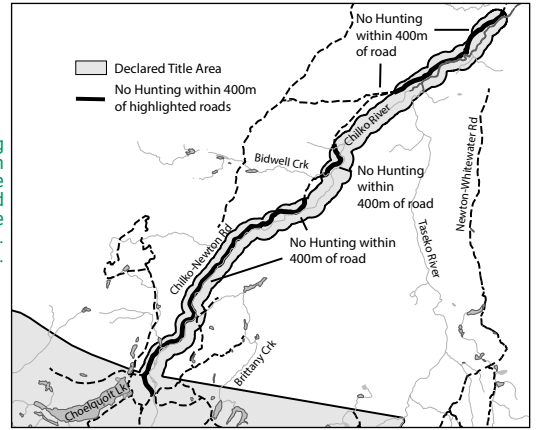 No Hunting
within 400m
of road
Declared Title Area
No Hunting within 400m
of highlighted roads
Chilko River
Bidwell Crk
No Hunting
within
400m of road
Newton-Whitewater Rd
Taseko River
Chilko-Newton Rd
No Hunting within
400m of road
Brittany Crk
Choelquoit Lk